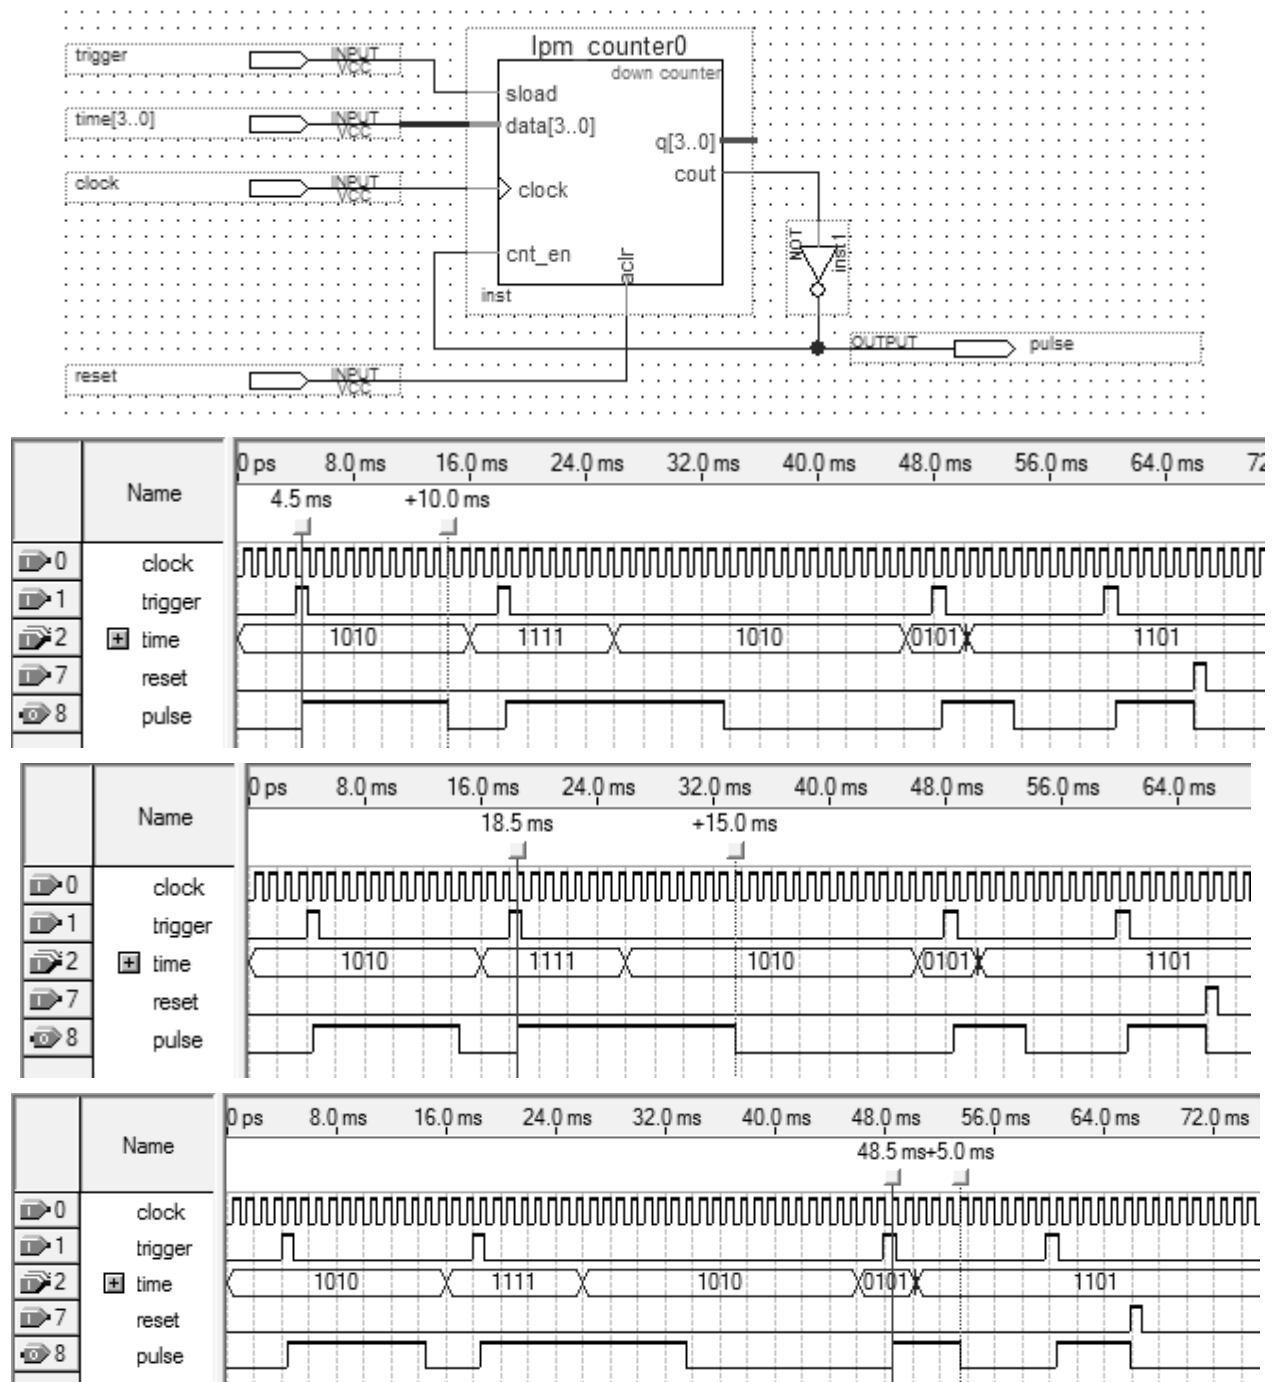 lpm_counter0
down counter
trigger INPUT VCC
sload
time[3..0] INPUT VCC
data[3..0]
q[3..0]
cout
clock INPUT VCC
clock
NOT
inst1
cnt_en
aclr
inst
OUTPUT pulse
reset INPUT VCC
Name
0 ps 8.0 ms 16.0 ms 24.0 ms 32.0 ms 40.0 ms 48.0 ms 56.0 ms 64.0 ms 72
4.5 ms +10.0 ms
0 clock
1 trigger
2 + time 1010 1111 1010 0101 1101
7 reset
8 pulse
Name
0 ps 8.0 ms 16.0 ms 24.0 ms 32.0 ms 40.0 ms 48.0 ms 56.0 ms 64.0 ms
18.5 ms +15.0 ms
0 clock
1 trigger
2 + time 1010 1111 1010 0101 1101
7 reset
8 pulse
Name
0 ps 8.0 ms 16.0 ms 24.0 ms 32.0 ms 40.0 ms 48.0 ms 56.0 ms 64.0 ms 72.0 ms
48.5 ms +5.0 ms
0 clock
1 trigger
2 + time 1010 1111 1010 0101 1101
7 reset
8 pulse